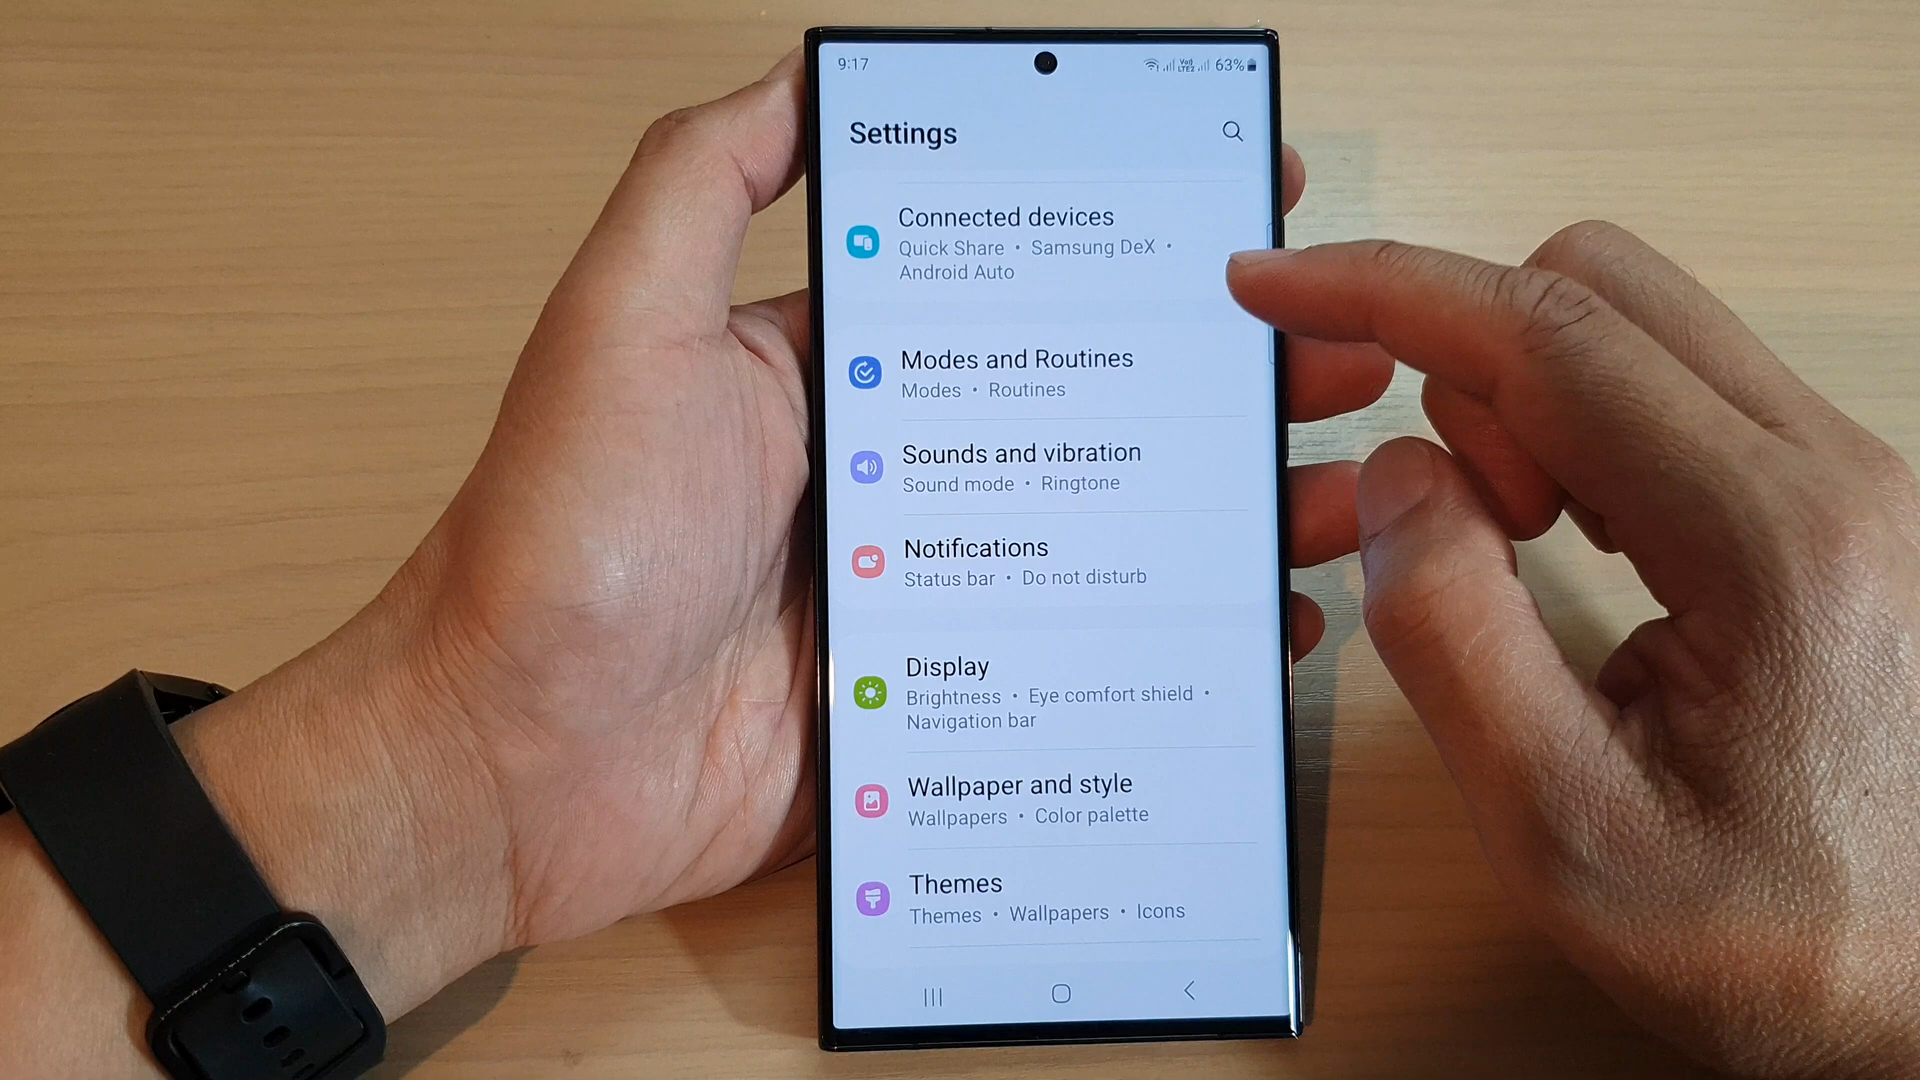 9:17
Vo))
LTE2
63%
Settings
Connected devices
Quick Share • Samsung DeX •
Android Auto
Modes and Routines
Modes • Routines
Sounds and vibration
Sound mode • Ringtone
Notifications
Status bar • Do not disturb
Display
Brightness • Eye comfort shield •
Navigation bar
Wallpaper and style
Wallpapers • Color palette
Themes
Themes • Wallpapers • Icons